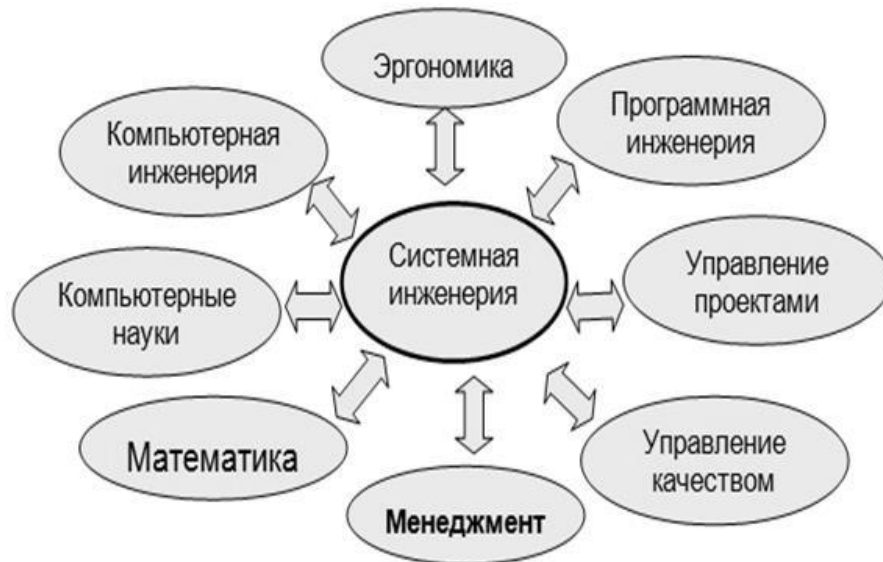 Эргономика
Программная
инженерия
Компьютерная
инженерия
Системная
инженерия
Управление
проектами
Компьютерные
науки
Математика
Управление
качеством
Менеджмент